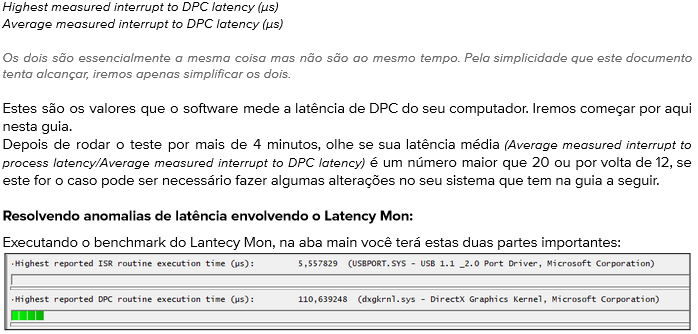 Highest measured interrupt to DPC latency (µs)
Average measured interrupt to DPC latency (µs)
Os dois são essencialmente a mesma coisa mas não são ao mesmo tempo. Pela simplicidade que este documento
tenta alcançar, iremos apenas simplificar os dois.
Estes são os valores que o software mede a latência de DPC do seu computador. Iremos começar por aqui
nesta guia.
Depois de rodar o teste por mais de 4 minutos, olhe se sua latência média (Average measured interrupt to
process latency/Average measured interrupt to DPC latency) é um número maior que 20 ou por volta de 12, se
este for o caso pode ser necessário fazer algumas alterações no seu sistema que tem na guia a seguir.
Resolvendo anomalias de latência envolvendo o Latency Mon:
Executando o benchmark do Lantecy Mon, na aba main você terá estas duas partes importantes:
·Highest reported ISR routine execution time (µs): 5,557829 (USBPORT.SYS - USB 1.1 _2.0 Port Driver, Microsoft Corporation)
·Highest reported DPC routine execution time (µs): 110,639248 (dxgkrnl.sys - DirectX Graphics Kernel, Microsoft Corporation)